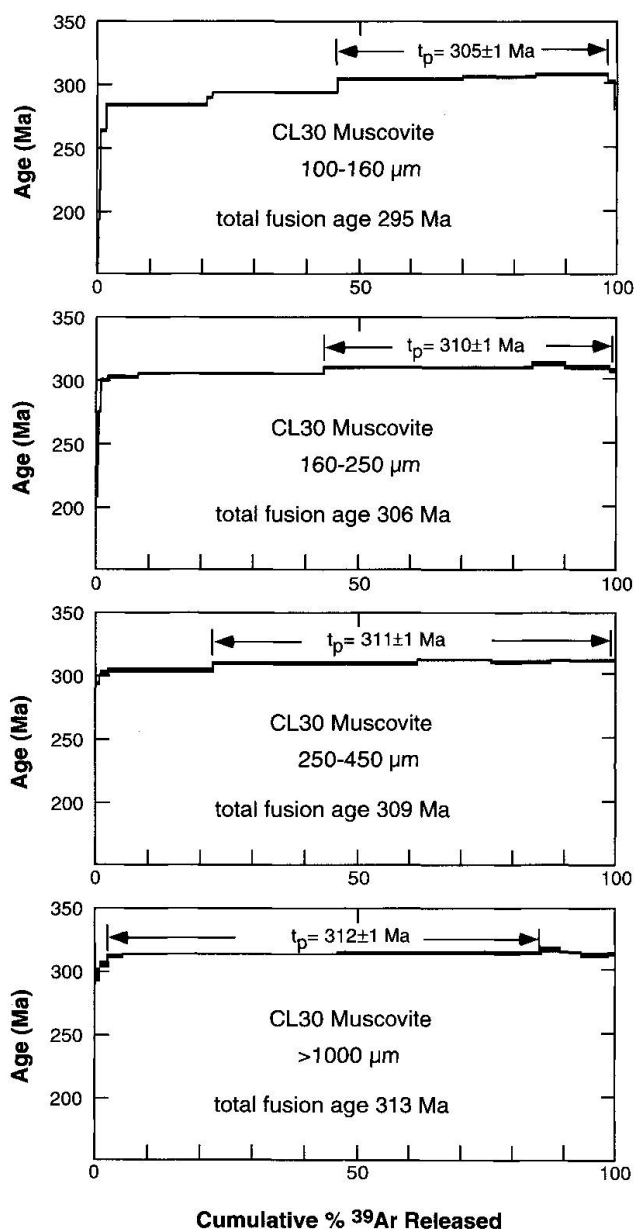 350
tₚ= 305±1 Ma
300
CL30 Muscovite
250
100-160 µm
200
total fusion age 295 Ma
Age (Ma)
0 50 100
350
tₚ= 310±1 Ma
300
CL30 Muscovite
250
160-250 µm
200
total fusion age 306 Ma
Age (Ma)
0 50 100
350
tₚ= 311±1 Ma
300
CL30 Muscovite
250
250-450 µm
200
total fusion age 309 Ma
Age (Ma)
0 50 100
350
tₚ= 312±1 Ma
300
CL30 Muscovite
250
>1000 µm
200
total fusion age 313 Ma
Age (Ma)
0 50 100
Cumulative % ³⁹Ar Released